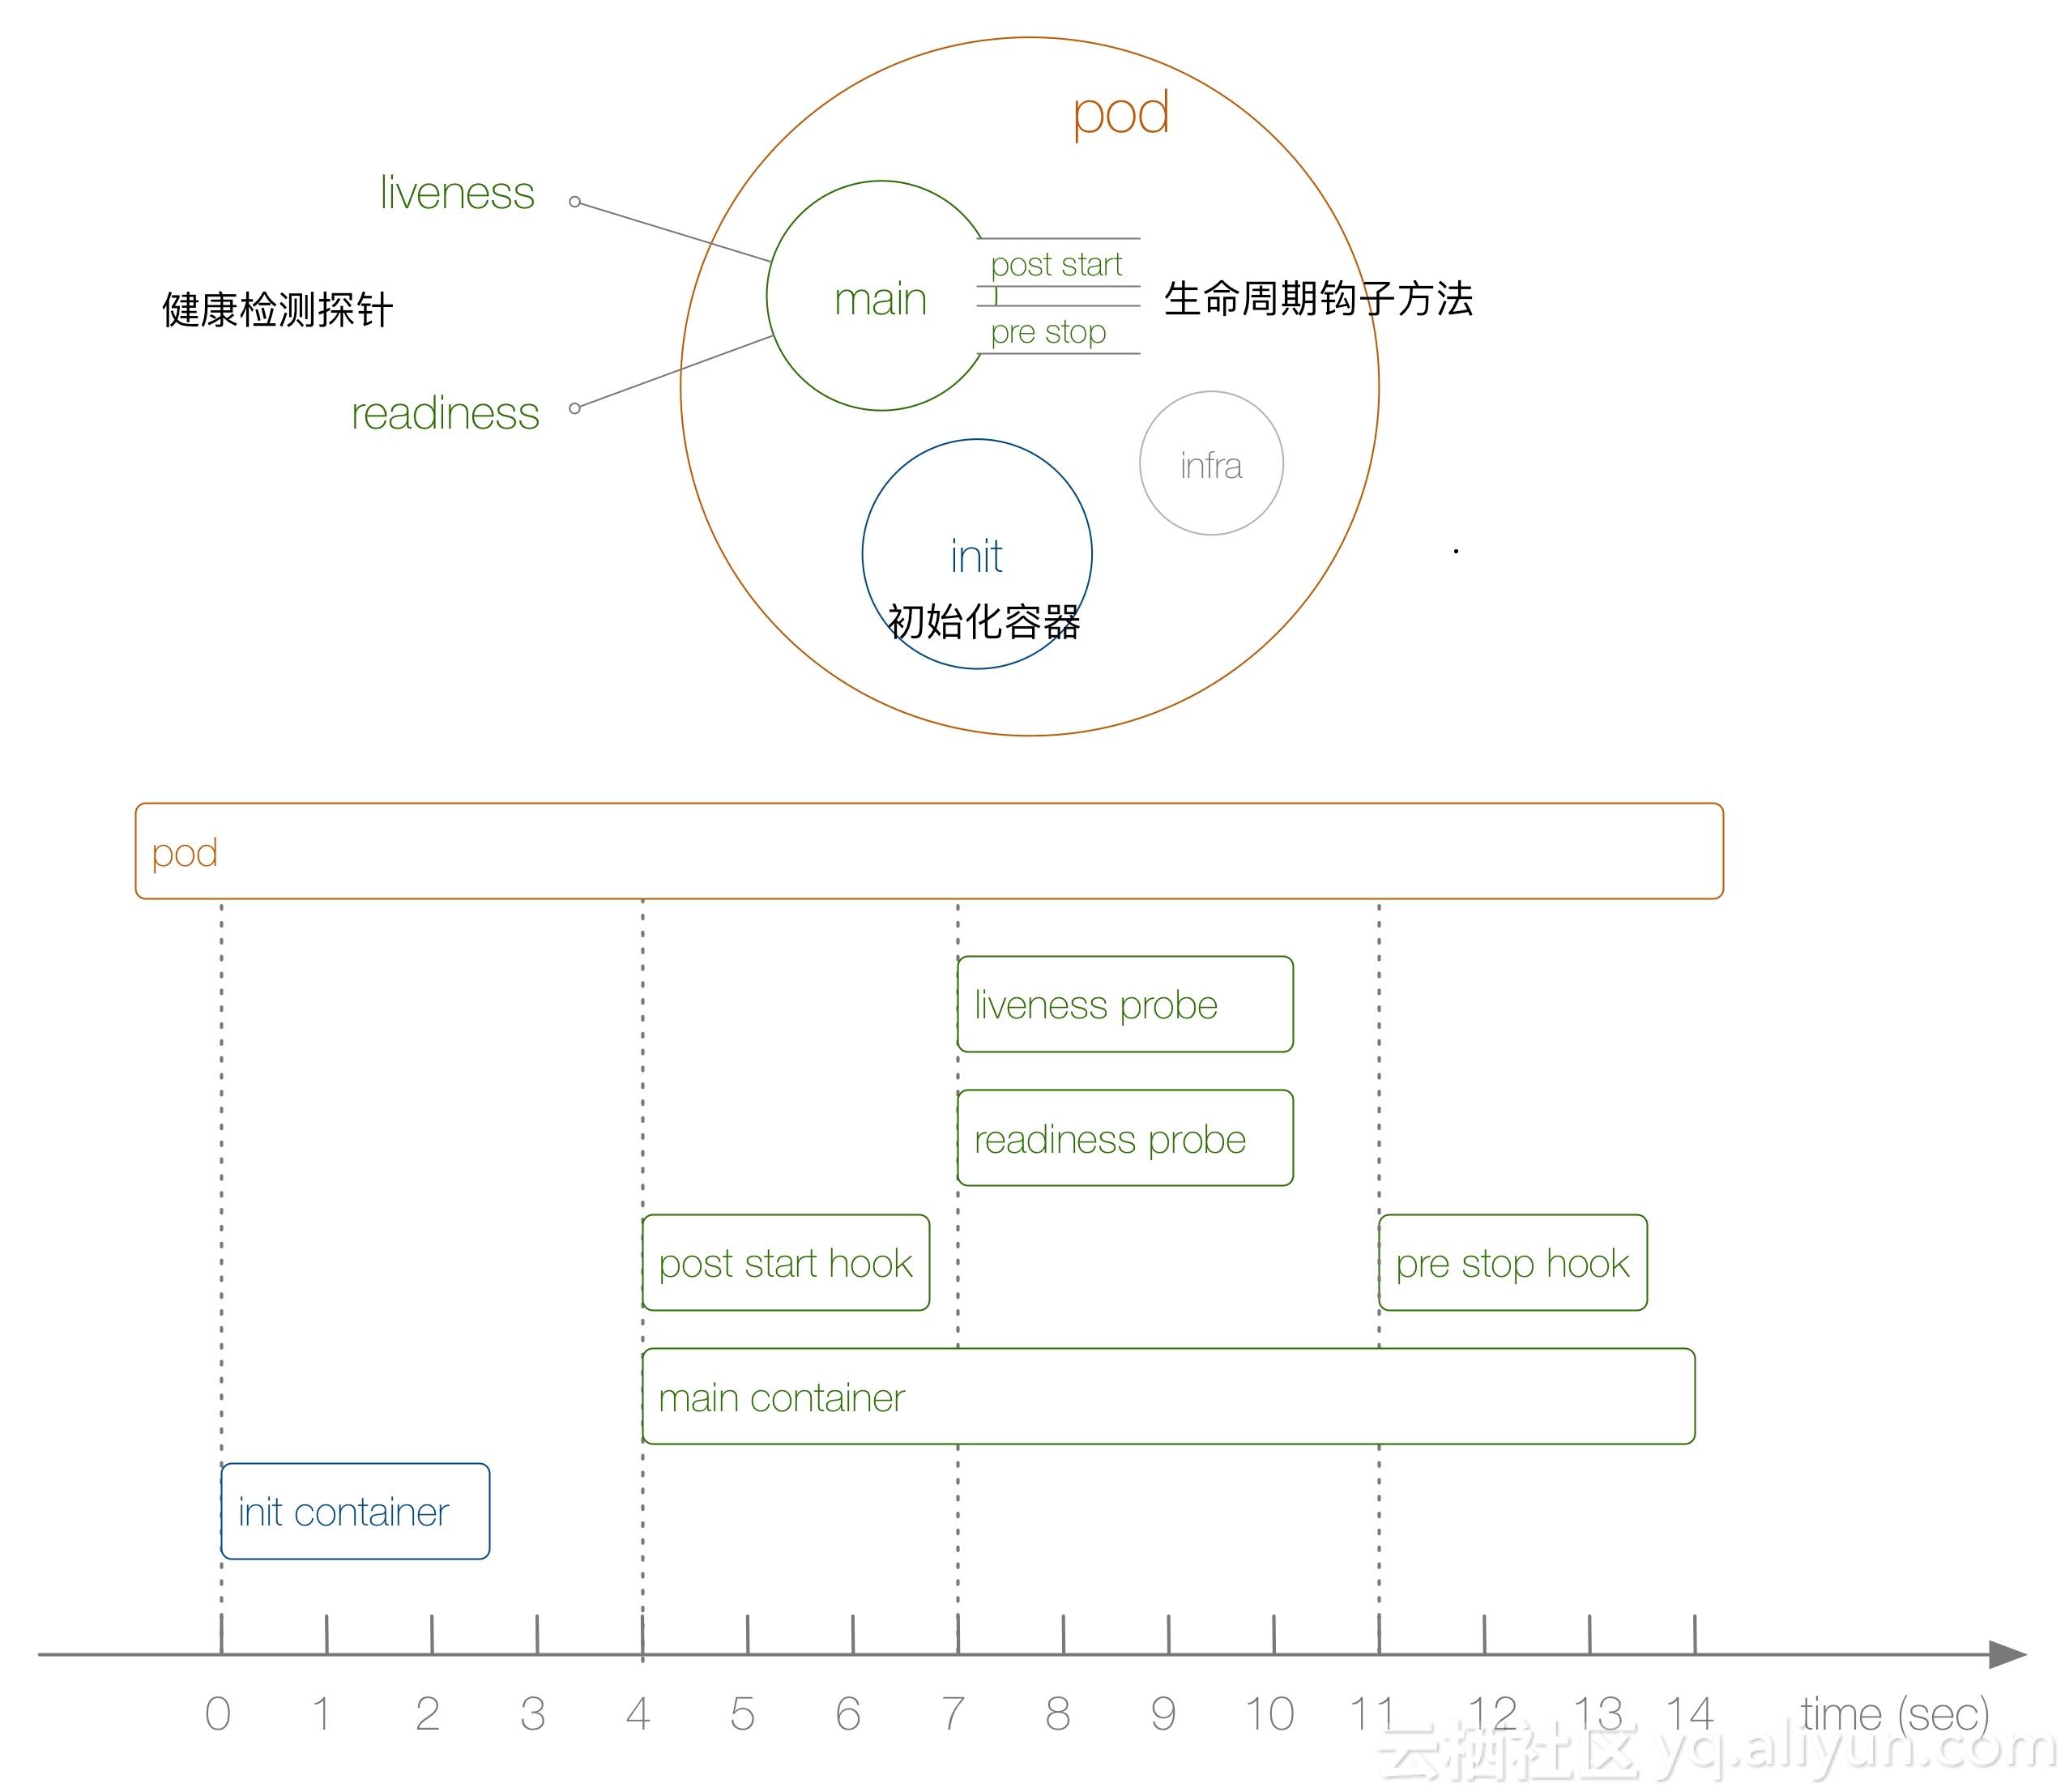 pod
liveness
post start
main
生命周期钩子方法
健康检测探针
pre stop
readiness
infra
init
初始化容器
pod
liveness probe
readiness probe
post start hook
pre stop hook
main container
init container
0 1 2 3 4 5 6 7 8 9 10 11 12 13 14 time (sec)
云栖社区 yq.aliyun.com